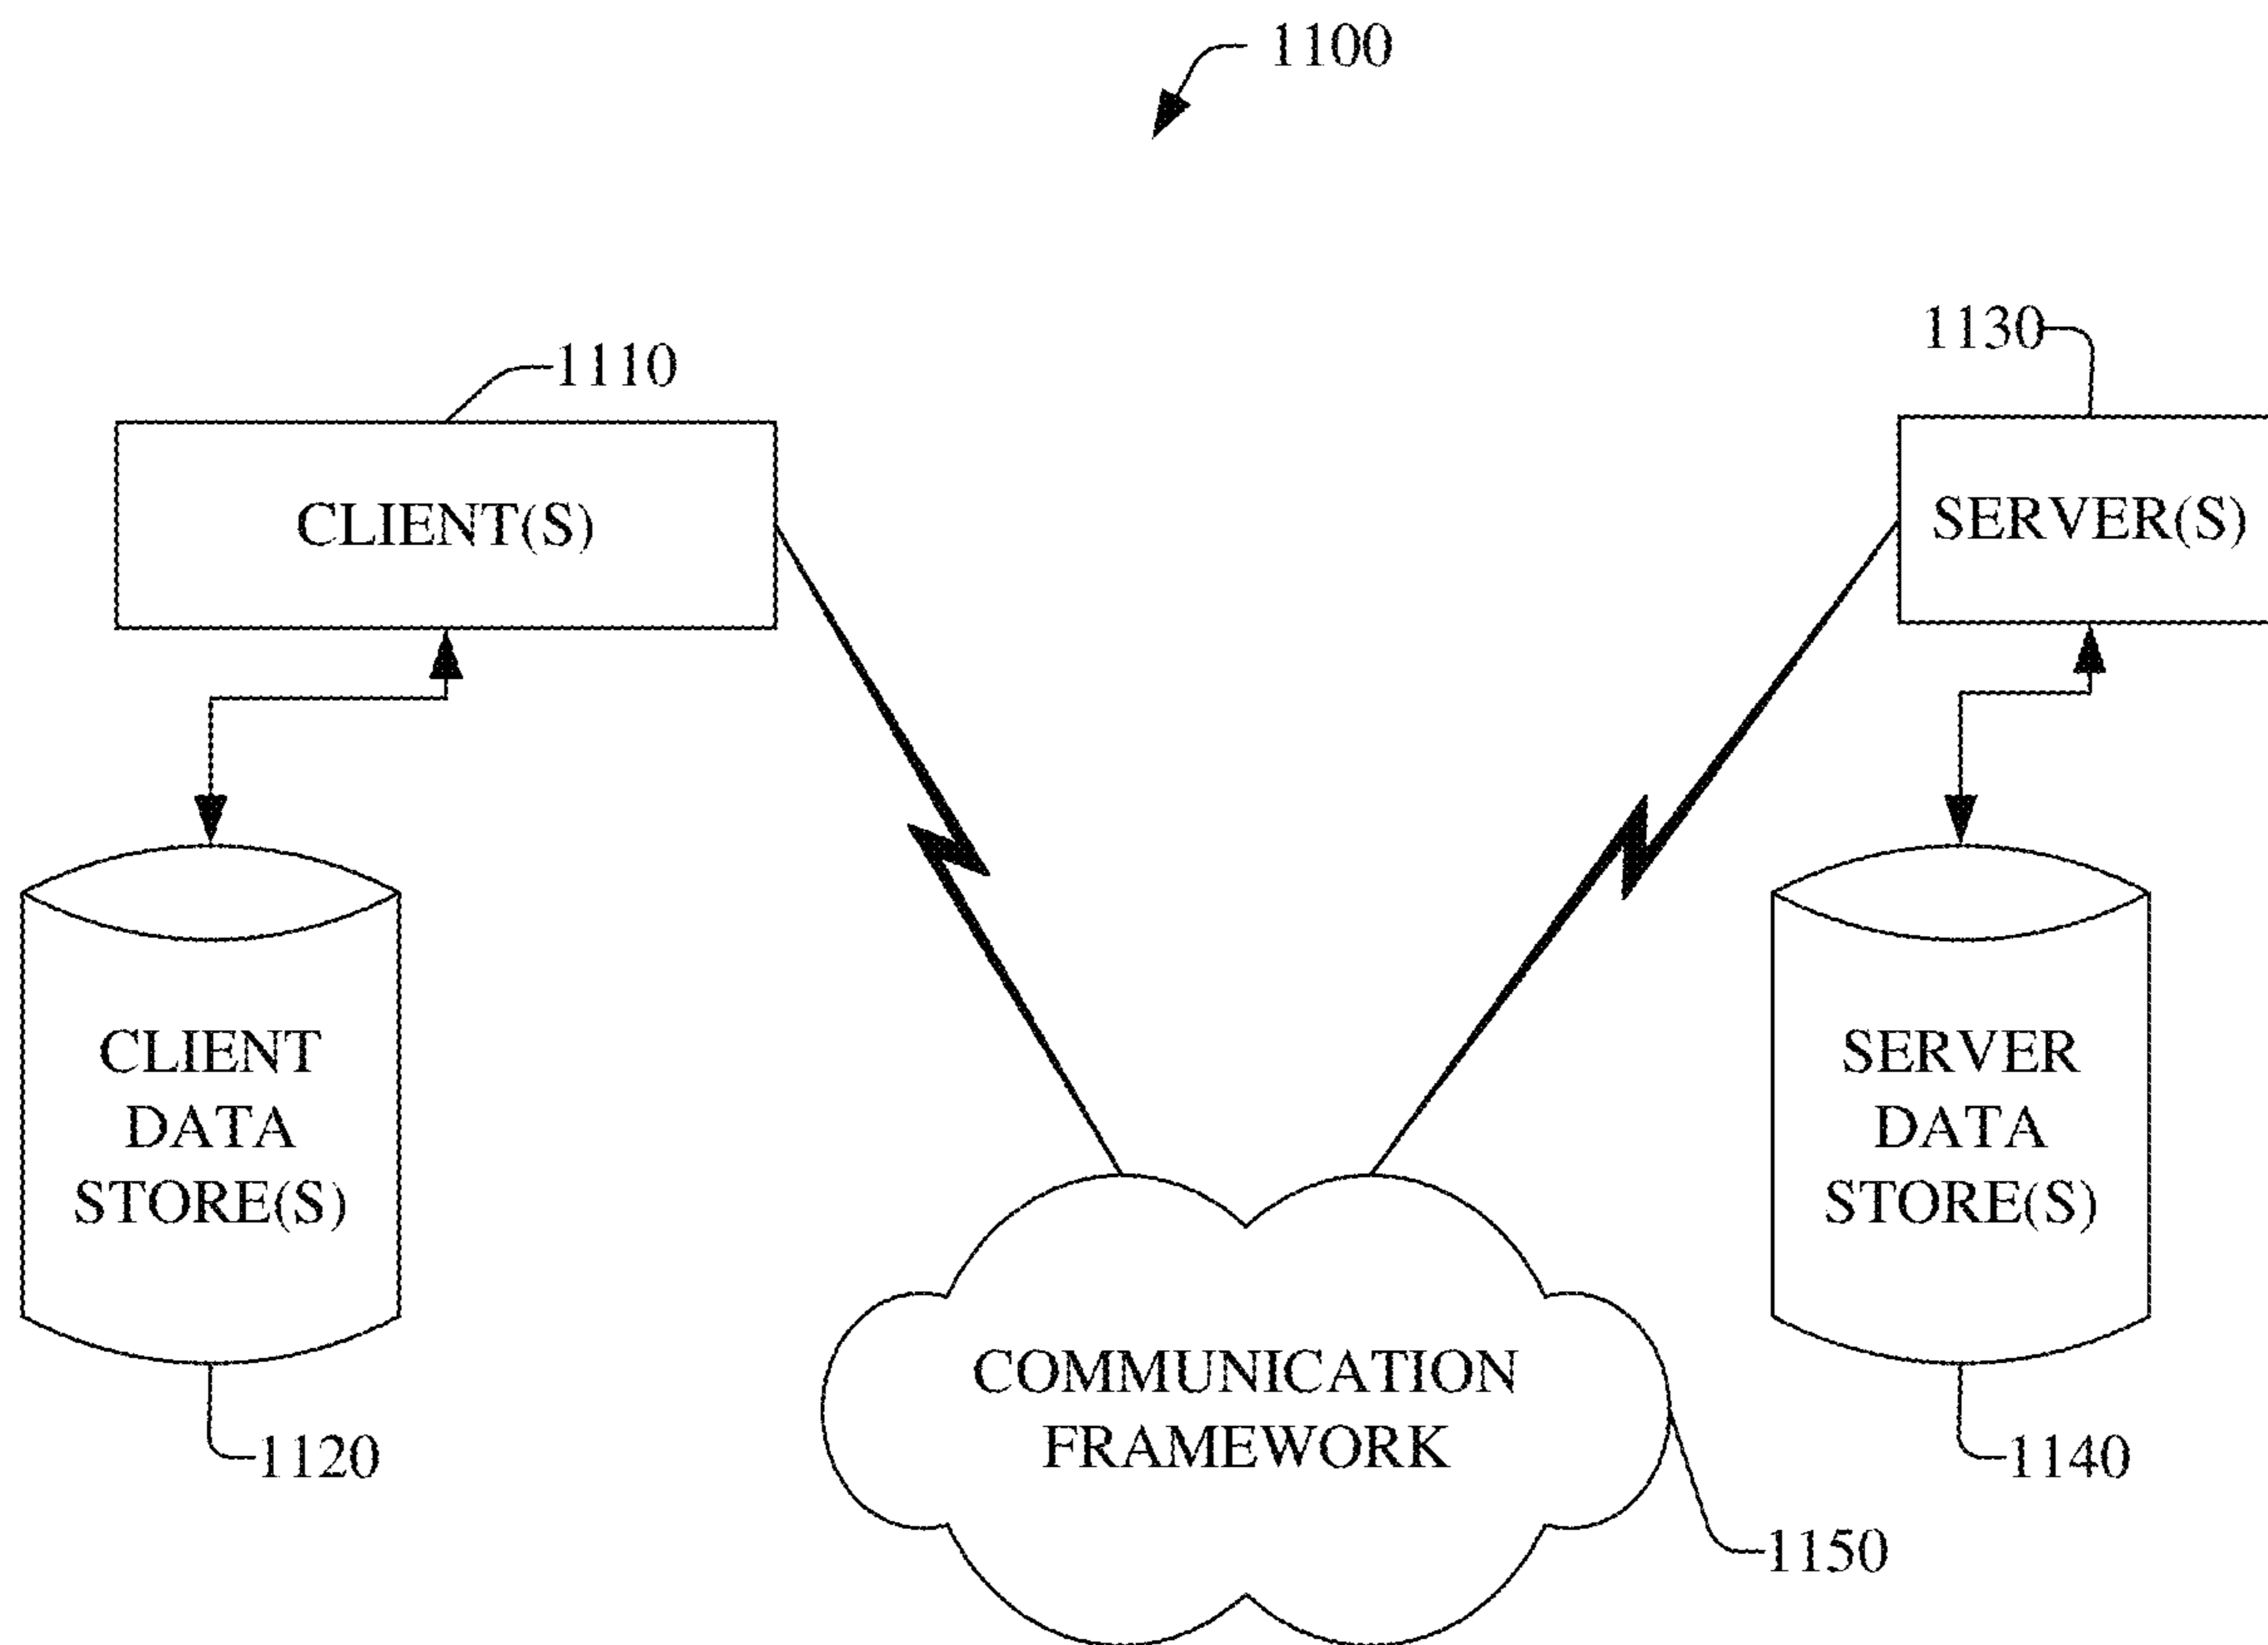 1100
1110
1130
CLIENT(S)
SERVER(S)
CLIENT
DATA
STORE(S)
SERVER
DATA
STORE(S)
COMMUNICATION
FRAMEWORK
1120
1140
1150